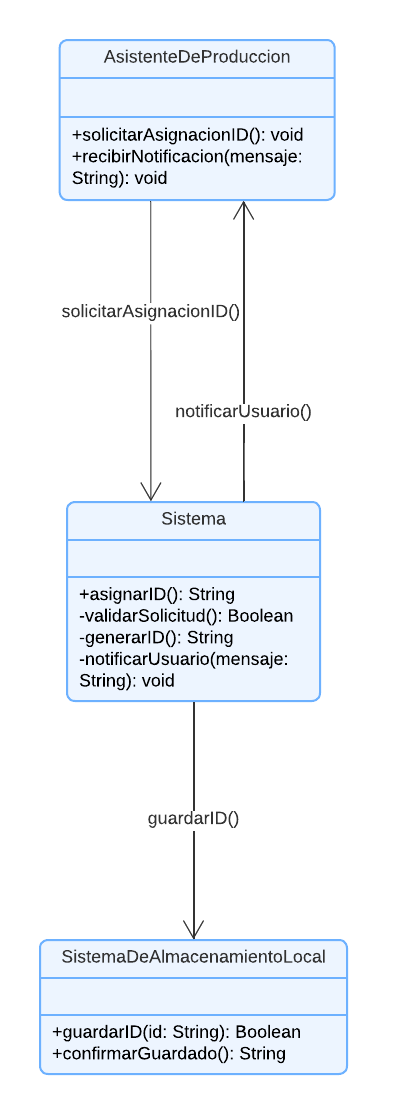 AsistenteDeProduccion
+solicitarAsignacionID(): void
+recibirNotificacion(mensaje:
String): void
solicitarAsignacionID()
notificarUsuario()
Sistema
+asignarID(): String
-validarSolicitud(): Boolean
-generarID(): String
-notificarUsuario(mensaje:
String): void
guardarID()
SistemaDeAlmacenamientoLocal
+guardarID(id: String): Boolean
+confirmarGuardado(): String